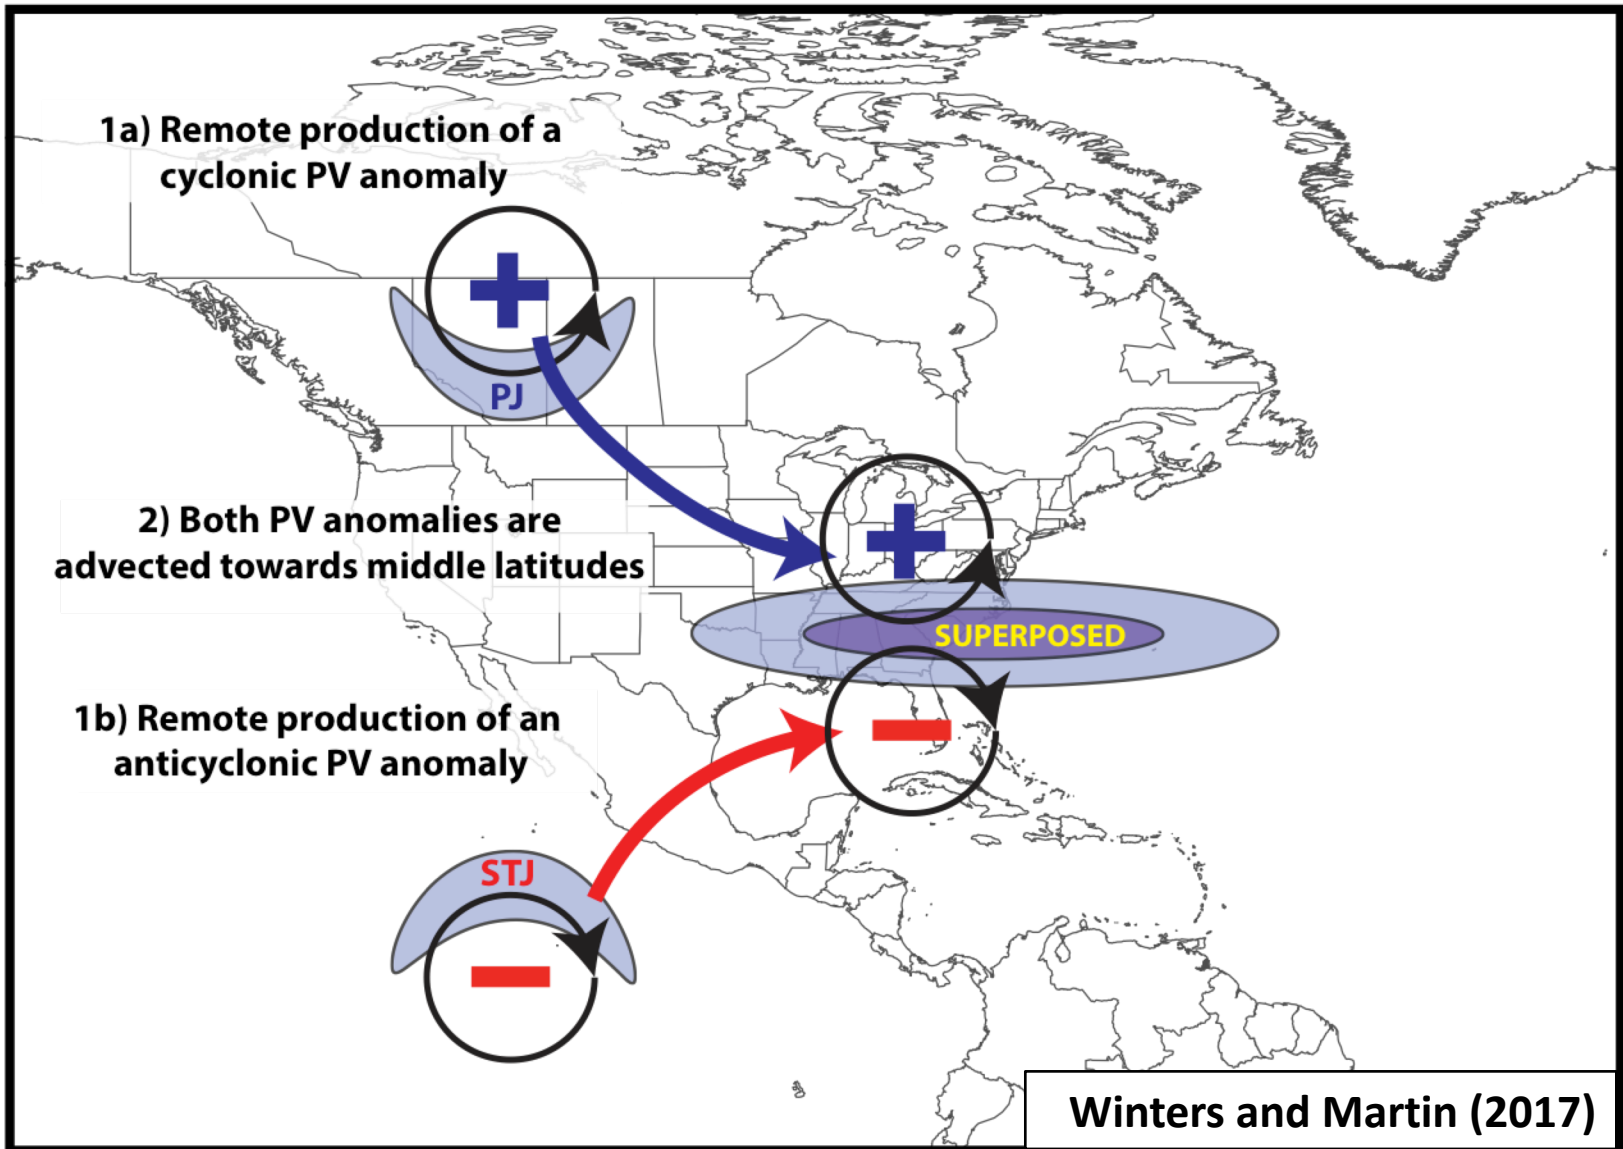 1a) Remote production of a
cyclonic PV anomaly
PJ
2) Both PV anomalies are
advected towards middle latitudes
SUPERPOSED
1b) Remote production of an
anticyclonic PV anomaly
STJ
Winters and Martin (2017)